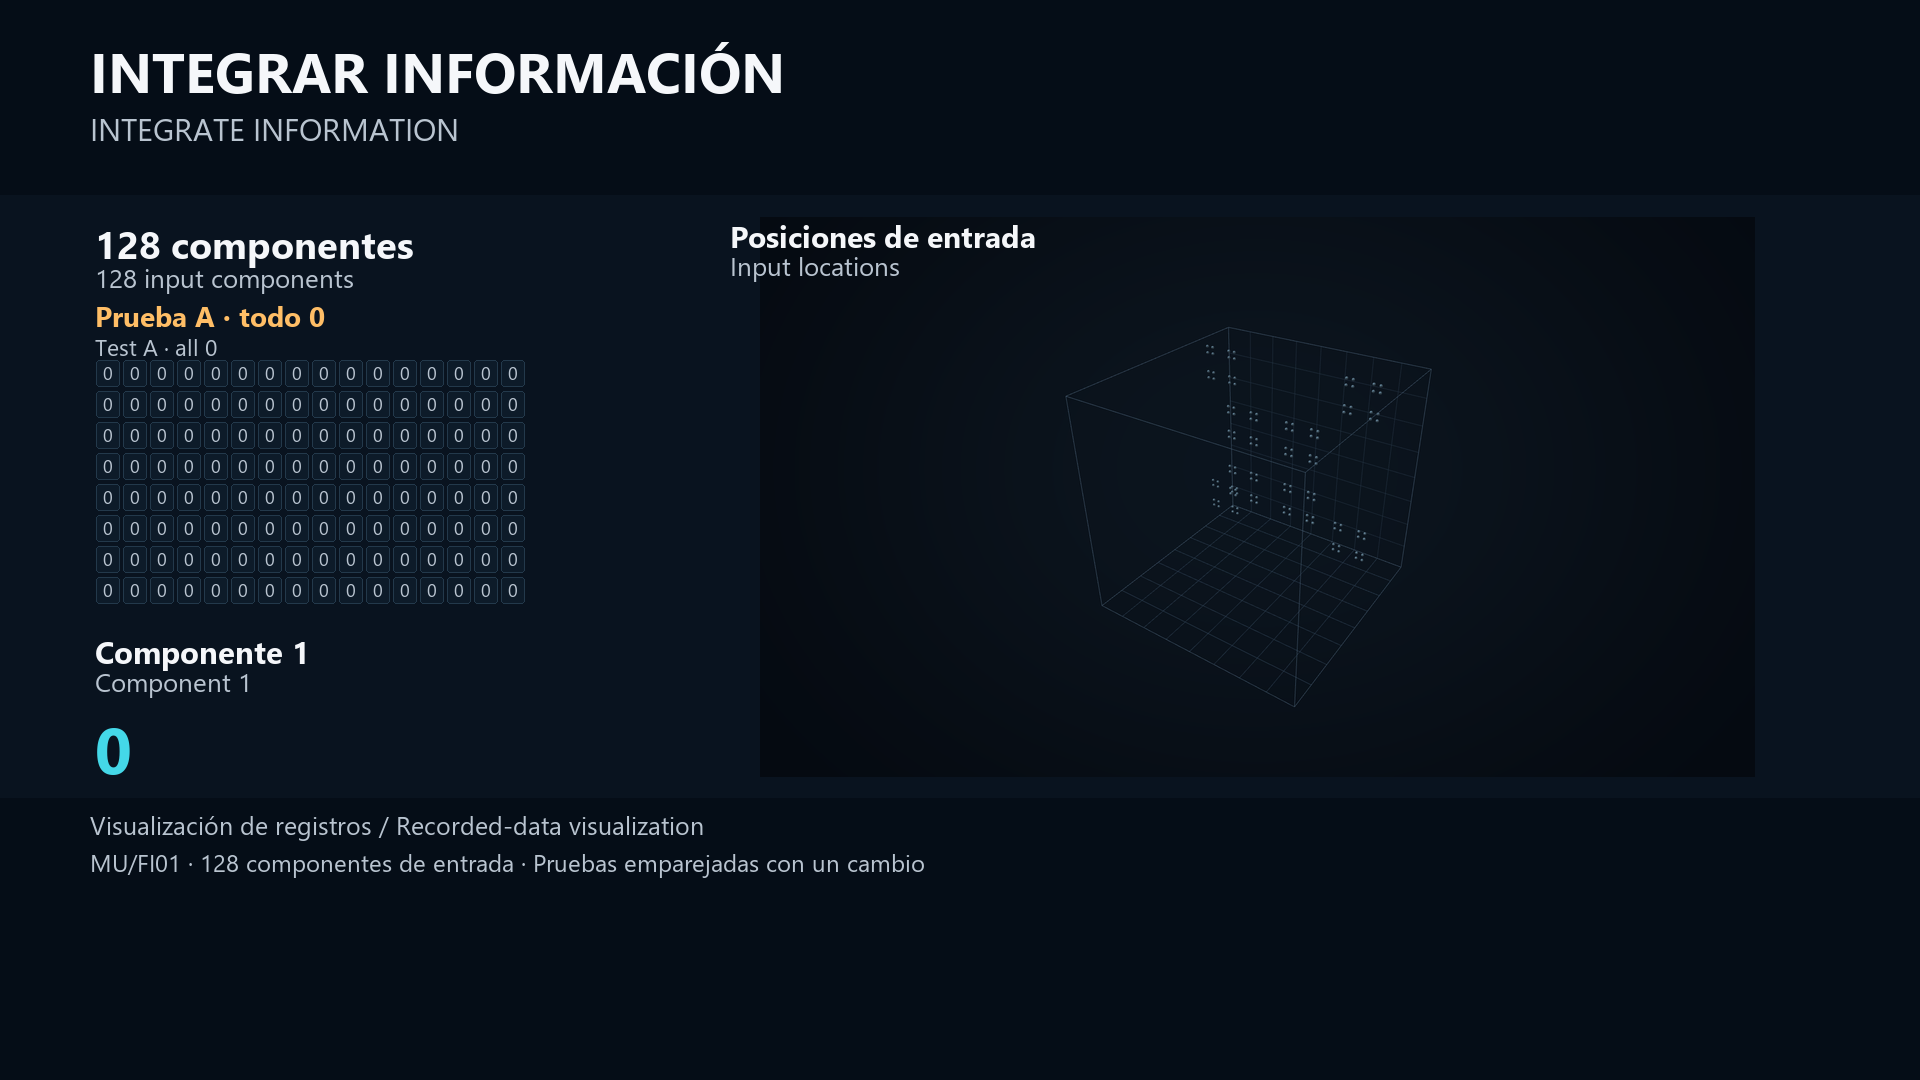 INTEGRAR INFORMACIÓN
INTEGRATE INFORMATION
128 componentes
128 input components
Prueba A · todo 0
Test A · all 0
0 0 0 0 0 0 0 0 0 0 0 0 0 0 0 0
0 0 0 0 0 0 0 0 0 0 0 0 0 0 0 0
0 0 0 0 0 0 0 0 0 0 0 0 0 0 0 0
0 0 0 0 0 0 0 0 0 0 0 0 0 0 0 0
0 0 0 0 0 0 0 0 0 0 0 0 0 0 0 0
0 0 0 0 0 0 0 0 0 0 0 0 0 0 0 0
0 0 0 0 0 0 0 0 0 0 0 0 0 0 0 0
0 0 0 0 0 0 0 0 0 0 0 0 0 0 0 0
Componente 1
Component 1
0
Posiciones de entrada
Input locations
Visualización de registros / Recorded-data visualization
MU/FI01 · 128 componentes de entrada · Pruebas emparejadas con un cambio